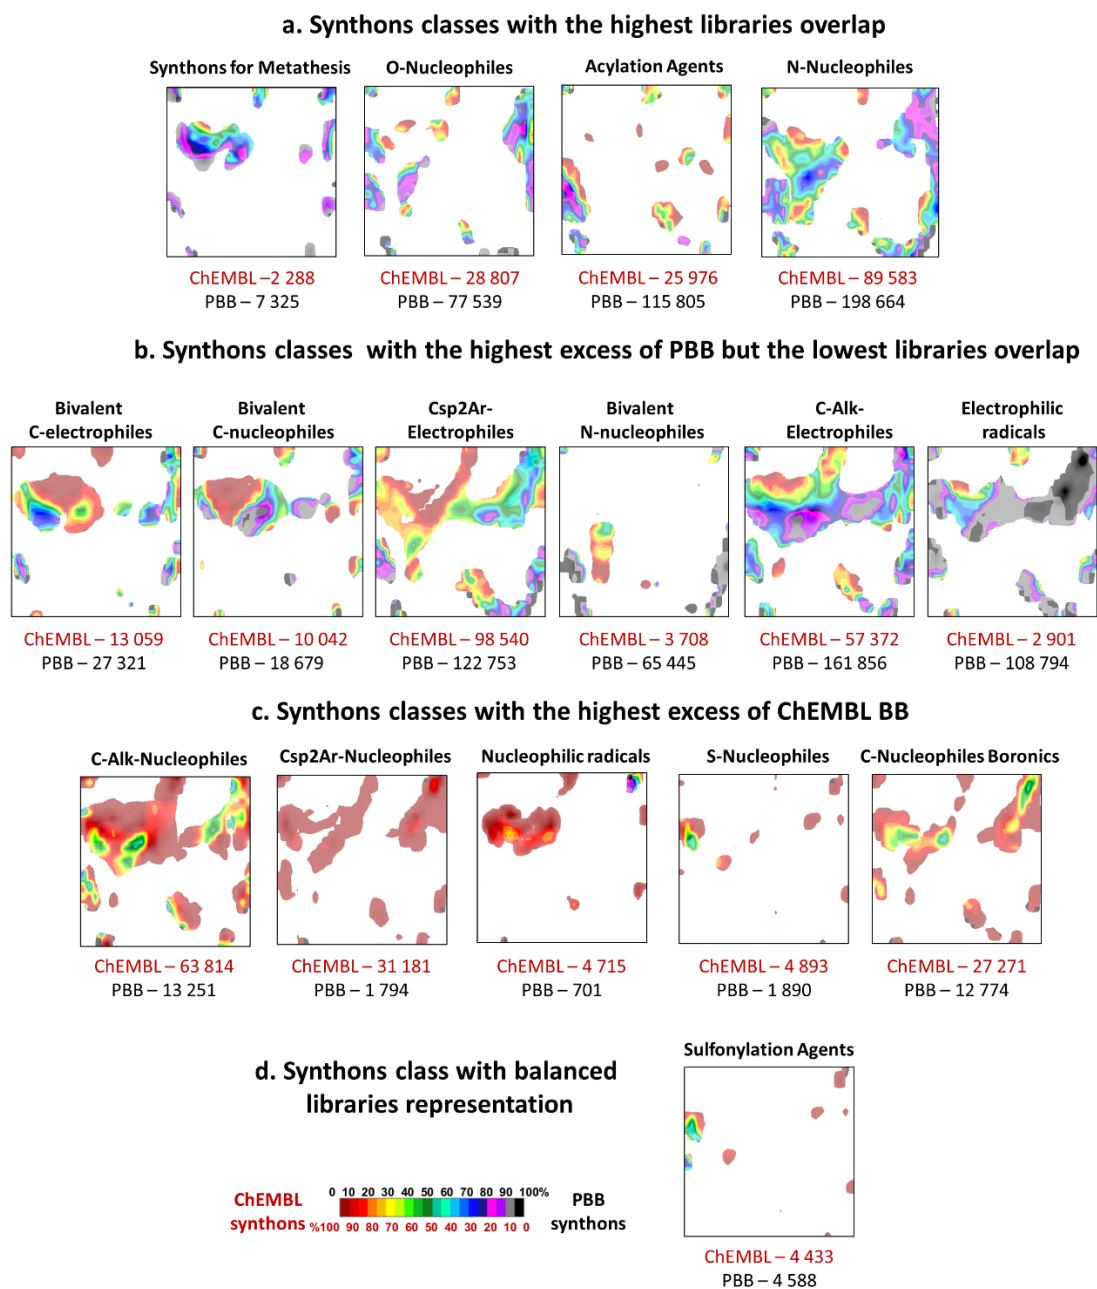 a. Synthons classes with the highest libraries overlap
Synthons for Metathesis
O-Nucleophiles
Acylation Agents
N-Nucleophiles
ChEMBL –2 288
PBB – 7 325
ChEMBL – 28 807
PBB – 77 539
ChEMBL – 25 976
PBB – 115 805
ChEMBL – 89 583
PBB – 198 664
b. Synthons classes with the highest excess of PBB but the lowest libraries overlap
Bivalent
C-electrophiles
Bivalent
C-nucleophiles
Csp2Ar-
Electrophiles
Bivalent
N-nucleophiles
C-Alk-
Electrophiles
Electrophilic
radicals
ChEMBL – 13 059
PBB – 27 321
ChEMBL – 10 042
PBB – 18 679
ChEMBL – 98 540
PBB – 122 753
ChEMBL – 3 708
PBB – 65 445
ChEMBL – 57 372
PBB – 161 856
ChEMBL – 2 901
PBB – 108 794
c. Synthons classes with the highest excess of ChEMBL BB
C-Alk-Nucleophiles
Csp2Ar-Nucleophiles
Nucleophilic radicals
S-Nucleophiles
C-Nucleophiles Boronics
ChEMBL – 63 814
PBB – 13 251
ChEMBL – 31 181
PBB – 1 794
ChEMBL – 4 715
PBB – 701
ChEMBL – 4 893
PBB – 1 890
ChEMBL – 27 271
PBB – 12 774
d. Synthons class with balanced
libraries representation
Sulfonylation Agents
ChEMBL – 4 433
PBB – 4 588
ChEMBL
synthons
0 10 20 30 40 50 60 70 80 90 100%
%100 90 80 70 60 50 40 30 20 10 0
PBB
synthons